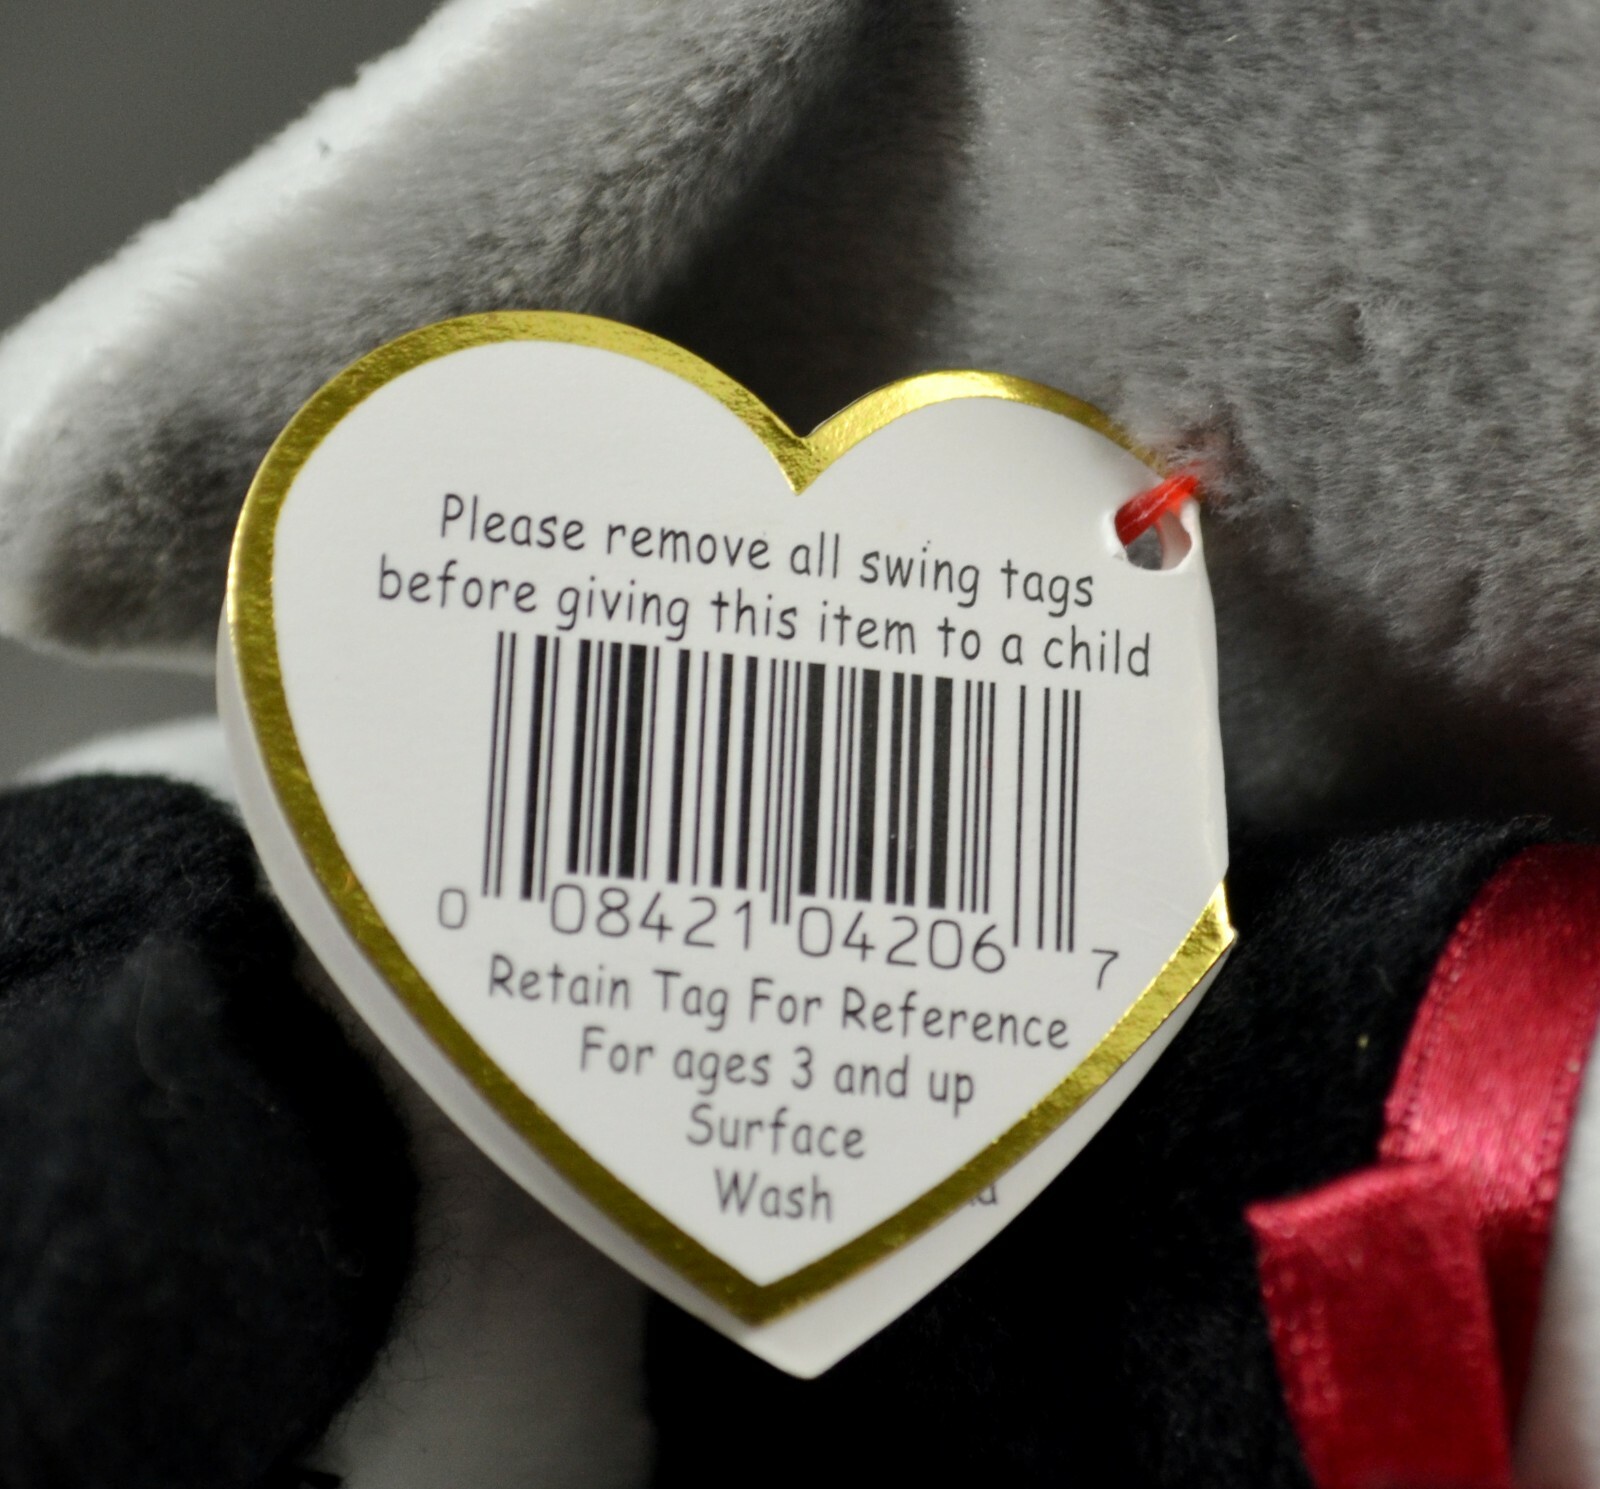 Please remove all swing tags
before giving this item to a child
0 08421 04206 7
Retain Tag For Reference
For ages 3 and up
Surface
Wash